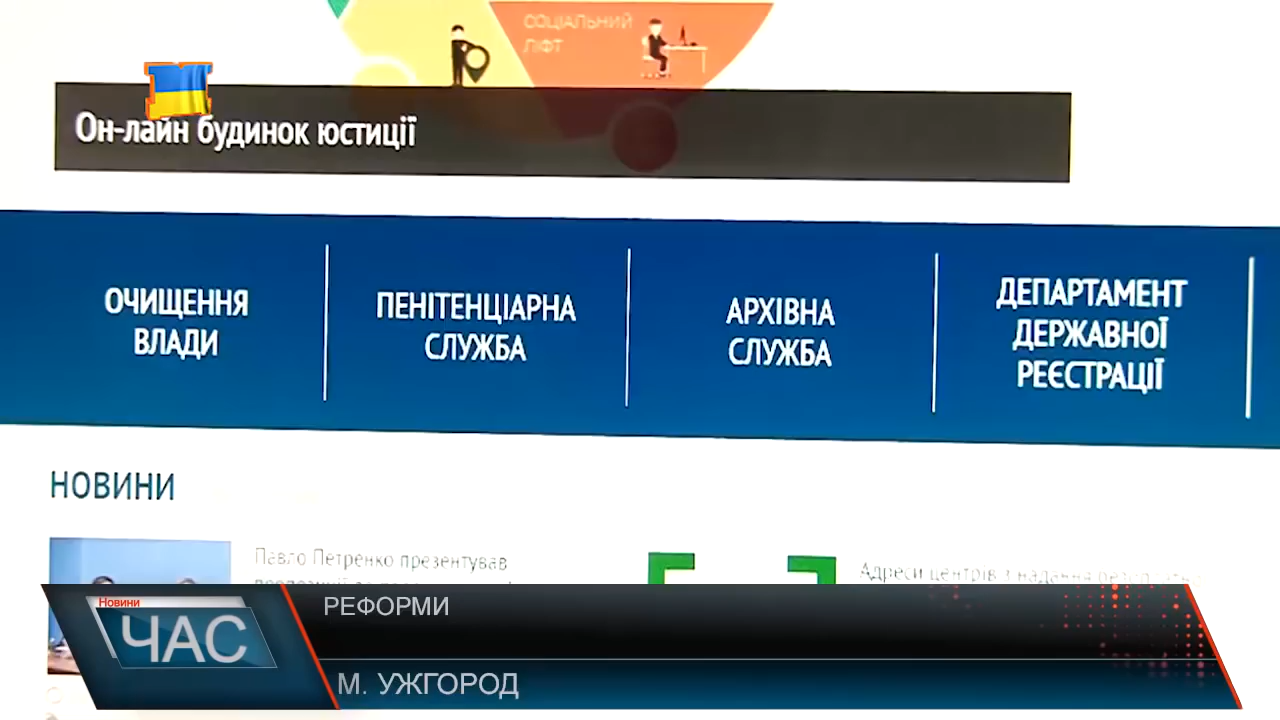 СОЦІАЛЬНИЙ
ЛІФТ
Он-лайн будинок юстиції
ОЧИЩЕННЯ
ВЛАДИ
ПЕНІТЕНЦІАРНА
СЛУЖБА
АРХІВНА
СЛУЖБА
ДЕПАРТАМЕНТ
ДЕРЖАВНОЇ
РЕЄСТРАЦІЇ
НОВИНИ
Павло Петренко презентував
Адреси центрів з надання
Новини
ЧАС
РЕФОРМИ
М. УЖГОРОД